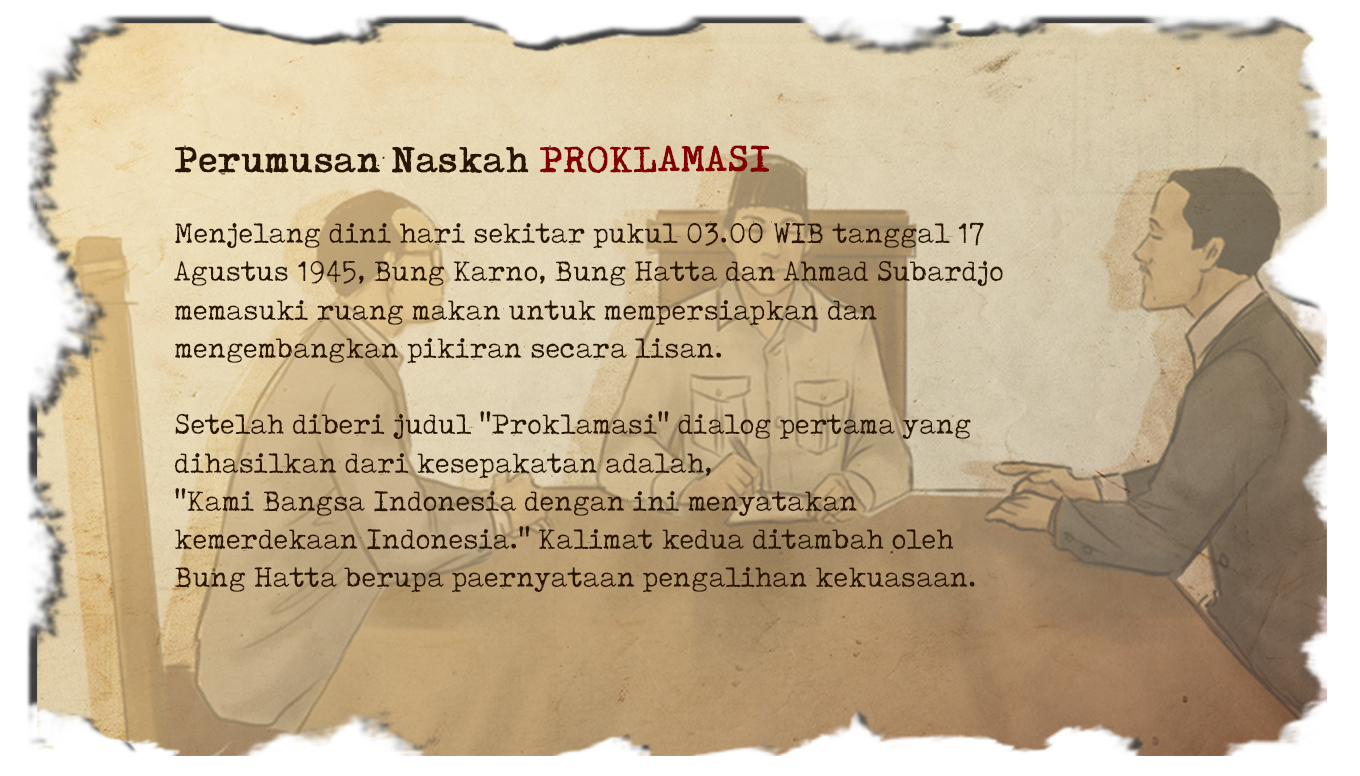 Perumusan Naskah PROKLAMASI
Menjelang dini hari sekitar pukul 03.00 WIB tanggal 17
Agustus 1945, Bung Karno, Bung Hatta dan Ahmad Subardjo
memasuki ruang makan untuk mempersiapkan dan
mengembangkan pikiran secara lisan.
Setelah diberi judul "Proklamasi" dialog pertama yang
dihasilkan dari kesepakatan adalah,
"Kami Bangsa Indonesia dengan ini menyatakan
kemerdekaan Indonesia." Kalimat kedua ditambah oleh
Bung Hatta berupa paernyataan pengalihan kekuasaan.